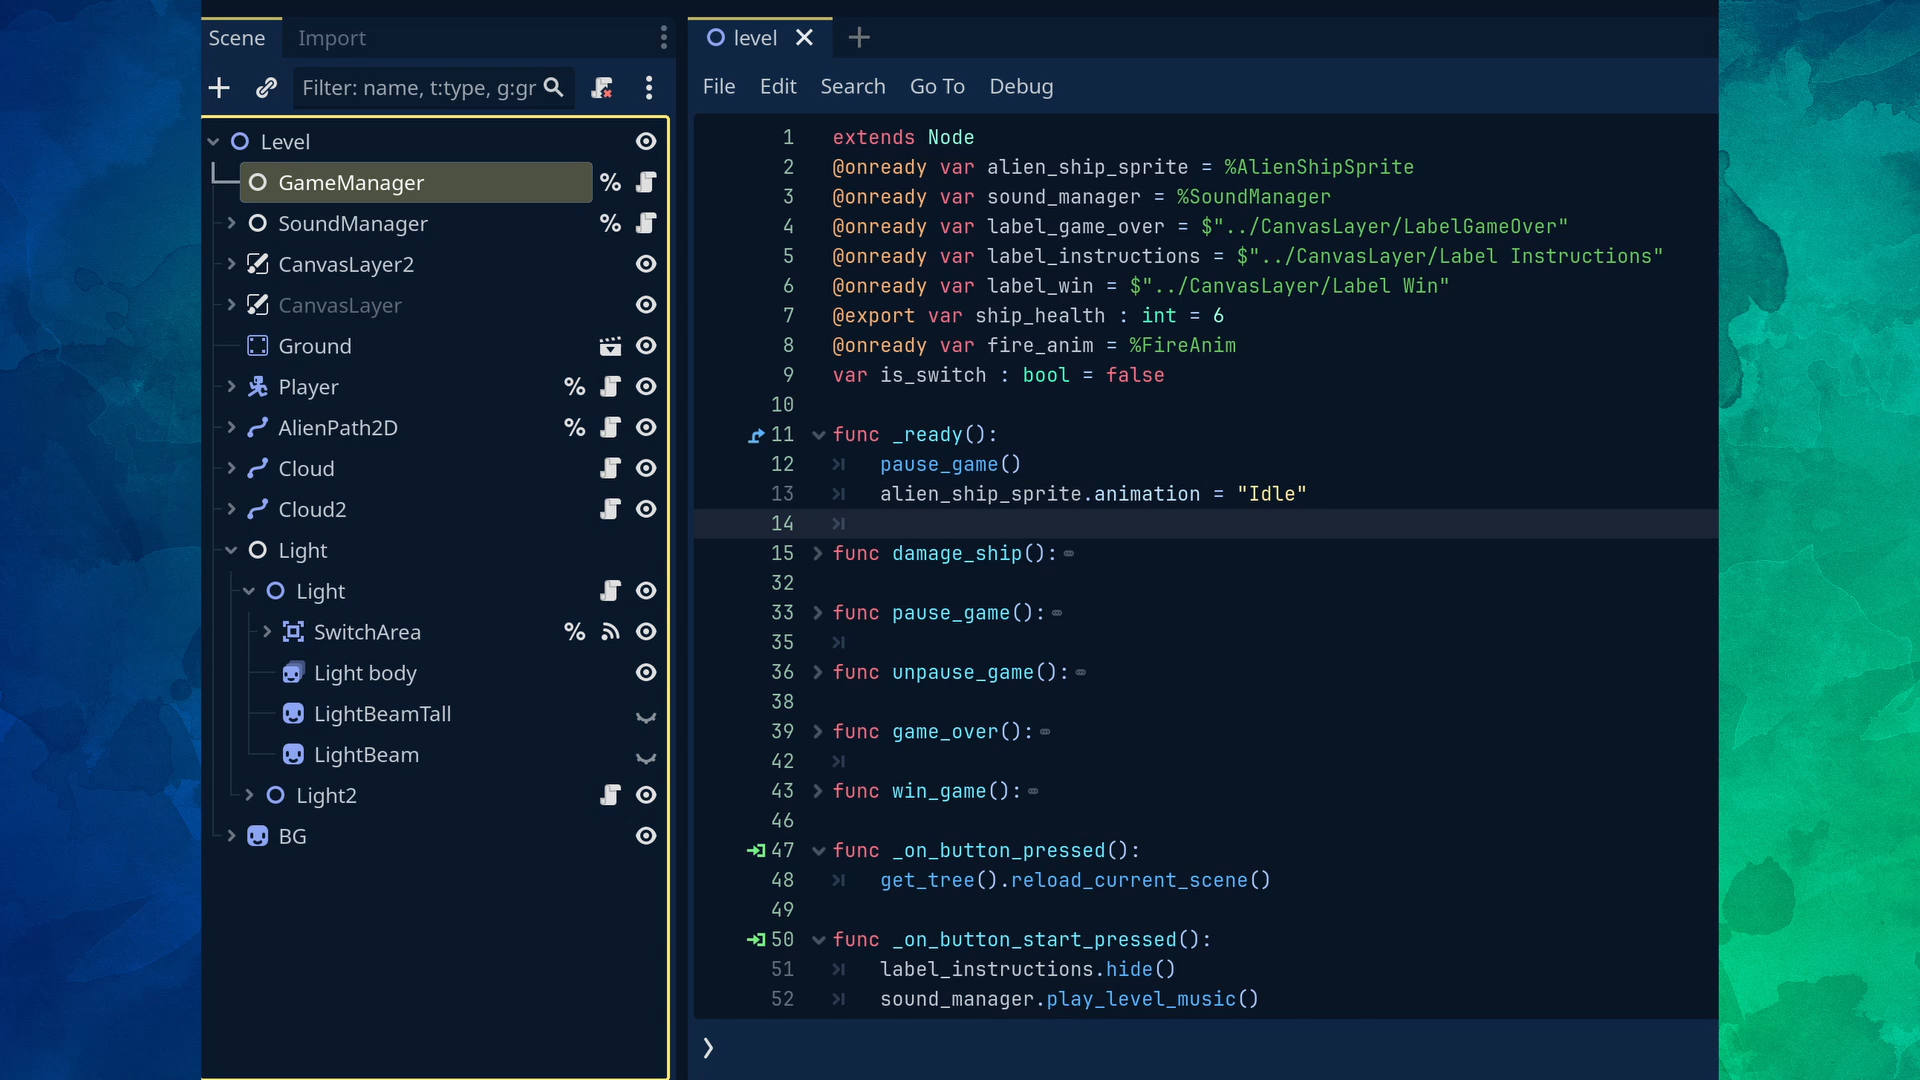 Scene
Import
Filter: name, t:type, g:gr
Level
GameManager
SoundManager
CanvasLayer2
CanvasLayer
Ground
Player
AlienPath2D
Cloud
Cloud2
Light
Light
SwitchArea
Light body
LightBeamTall
LightBeam
Light2
BG
level
File Edit Search Go To Debug
1 extends Node
2 @onready var alien_ship_sprite = %AlienShipSprite
3 @onready var sound_manager = %SoundManager
4 @onready var label_game_over = $"../CanvasLayer/LabelGameOver"
5 @onready var label_instructions = $"../CanvasLayer/Label Instructions"
6 @onready var label_win = $"../CanvasLayer/Label Win"
7 @export var ship_health : int = 6
8 @onready var fire_anim = %FireAnim
9 var is_switch : bool = false
10
11 func _ready():
12 pause_game()
13 alien_ship_sprite.animation = "Idle"
14
15 func damage_ship():
32
33 func pause_game():
35
36 func unpause_game():
38
39 func game_over():
42
43 func win_game():
46
47 func _on_button_pressed():
48 get_tree().reload_current_scene()
49
50 func _on_button_start_pressed():
51 label_instructions.hide()
52 sound_manager.play_level_music()